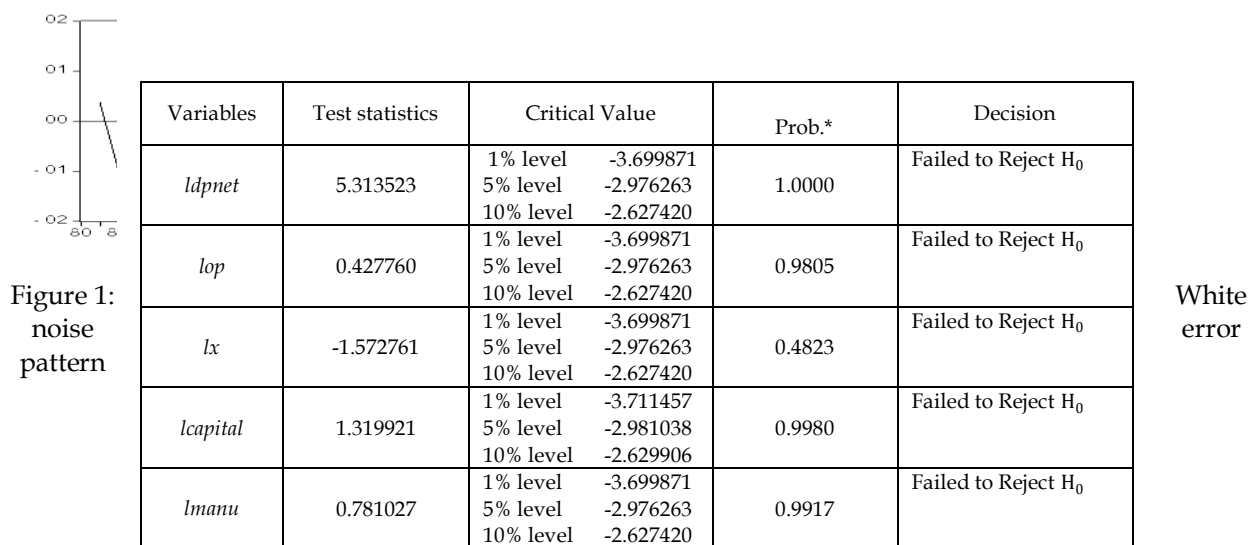 02
01
00
- 01
- 02
80 8
Figure 1: White
noise error
pattern
Variables Test statistics Critical Value Prob.* Decision
ldpnet 5.313523 1% level -3.699871 1.0000 Failed to Reject H₀
5% level -2.976263
10% level -2.627420
lop 0.427760 1% level -3.699871 0.9805 Failed to Reject H₀
5% level -2.976263
10% level -2.627420
lx -1.572761 1% level -3.699871 0.4823 Failed to Reject H₀
5% level -2.976263
10% level -2.627420
lcapital 1.319921 1% level -3.711457 0.9980 Failed to Reject H₀
5% level -2.981038
10% level -2.629906
lmanu 0.781027 1% level -3.699871 0.9917 Failed to Reject H₀
5% level -2.976263
10% level -2.627420